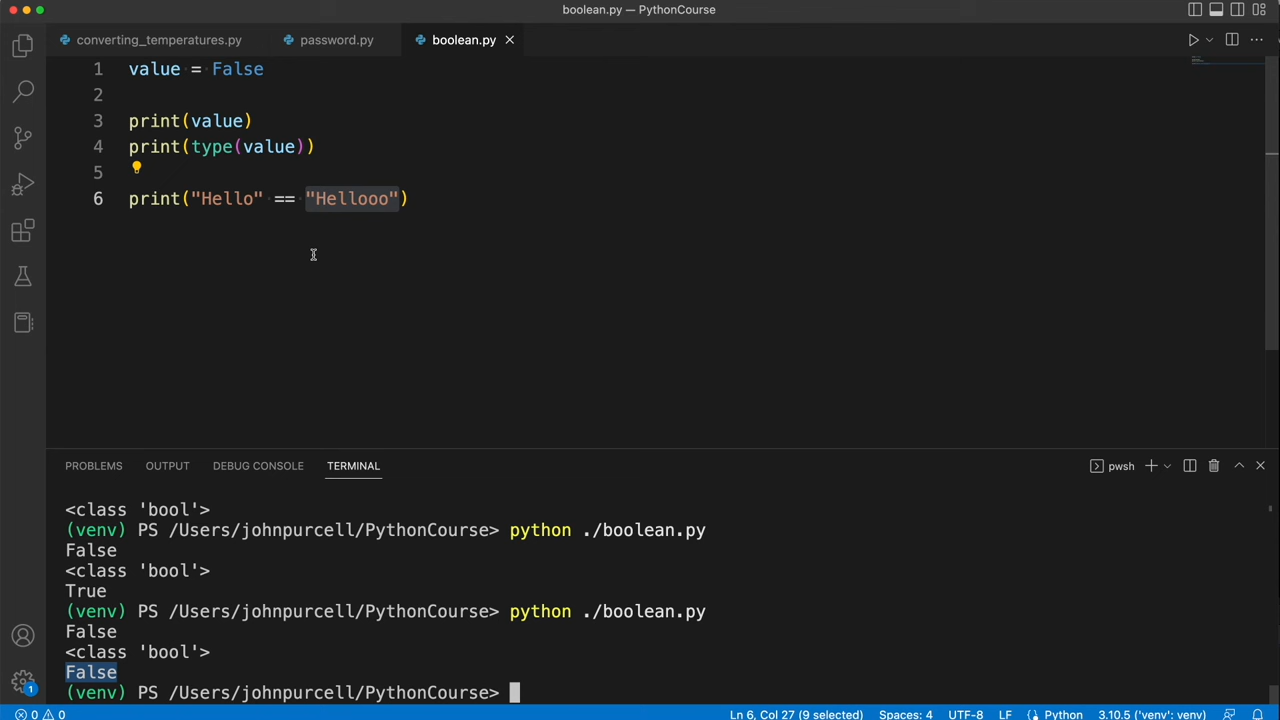 boolean.py — PythonCourse
converting_temperatures.py password.py boolean.py
1 value = False
2
3 print(value)
4 print(type(value))
5
6 print("Hello" == "Hellooo")
PROBLEMS OUTPUT DEBUG CONSOLE TERMINAL pwsh
<class 'bool'>
(venv) PS /Users/johnpurcell/PythonCourse> python ./boolean.py
False
<class 'bool'>
True
(venv) PS /Users/johnpurcell/PythonCourse> python ./boolean.py
False
<class 'bool'>
False
(venv) PS /Users/johnpurcell/PythonCourse>
1
0 0 Ln 6, Col 27 (9 selected) Spaces: 4 UTF-8 LF Python 3.10.5 ('venv': venv)